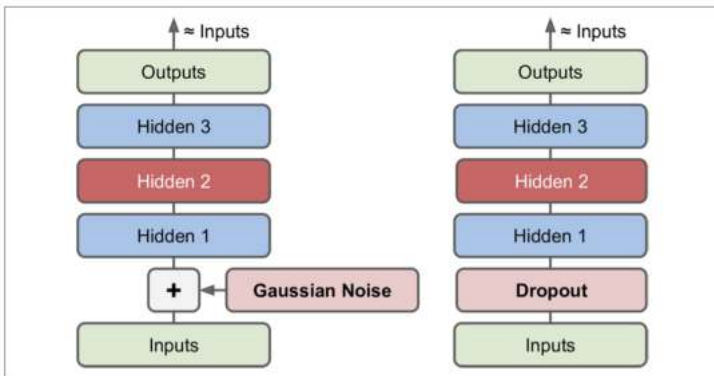 ≈ Inputs
Outputs
Hidden 3
Hidden 2
Hidden 1
+
Gaussian Noise
Inputs
≈ Inputs
Outputs
Hidden 3
Hidden 2
Hidden 1
Dropout
Inputs